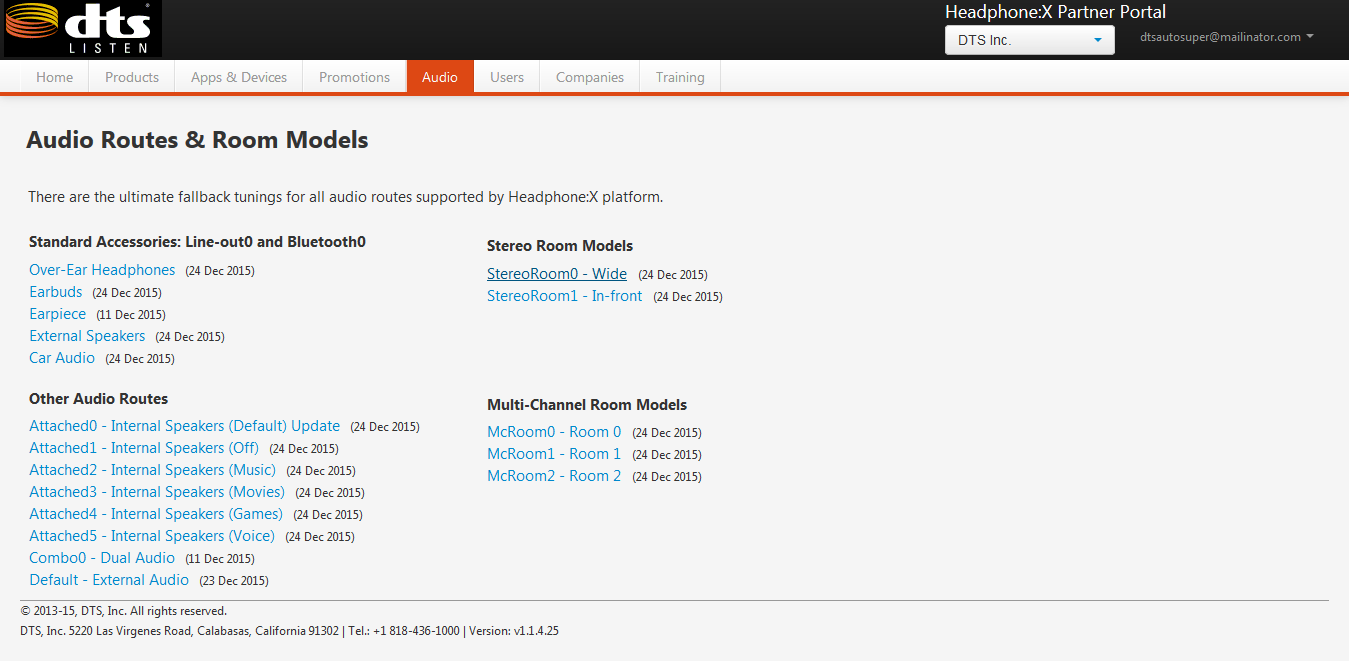 dts
LISTEN
Headphone:X Partner Portal
DTS Inc.
dtsautosuper@mailinator.com
Home Products Apps & Devices Promotions Audio Users Companies Training
Audio Routes & Room Models
There are the ultimate fallback tunings for all audio routes supported by Headphone:X platform.
Standard Accessories: Line-out0 and Bluetooth0
Over-Ear Headphones (24 Dec 2015)
Earbuds (24 Dec 2015)
Earpiece (11 Dec 2015)
External Speakers (24 Dec 2015)
Car Audio (24 Dec 2015)
Stereo Room Models
StereoRoom0 - Wide (24 Dec 2015)
StereoRoom1 - In-front (24 Dec 2015)
Other Audio Routes
Attached0 - Internal Speakers (Default) Update (24 Dec 2015)
Attached1 - Internal Speakers (Off) (24 Dec 2015)
Attached2 - Internal Speakers (Music) (24 Dec 2015)
Attached3 - Internal Speakers (Movies) (24 Dec 2015)
Attached4 - Internal Speakers (Games) (24 Dec 2015)
Attached5 - Internal Speakers (Voice) (24 Dec 2015)
Combo0 - Dual Audio (11 Dec 2015)
Default - External Audio (23 Dec 2015)
Multi-Channel Room Models
McRoom0 - Room 0 (24 Dec 2015)
McRoom1 - Room 1 (24 Dec 2015)
McRoom2 - Room 2 (24 Dec 2015)
© 2013-15, DTS, Inc. All rights reserved.
DTS, Inc. 5220 Las Virgenes Road, Calabasas, California 91302 | Tel.: +1 818-436-1000 | Version: v1.1.4.25